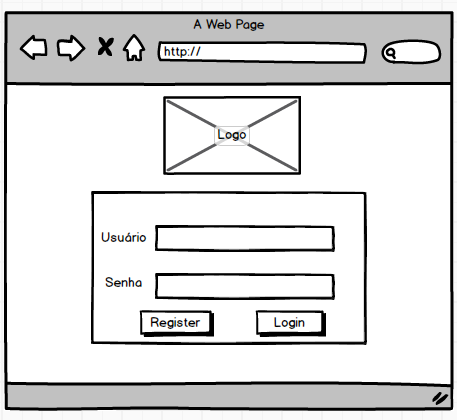 A Web Page
http://
Logo
Usuário
Senha
Register
Login